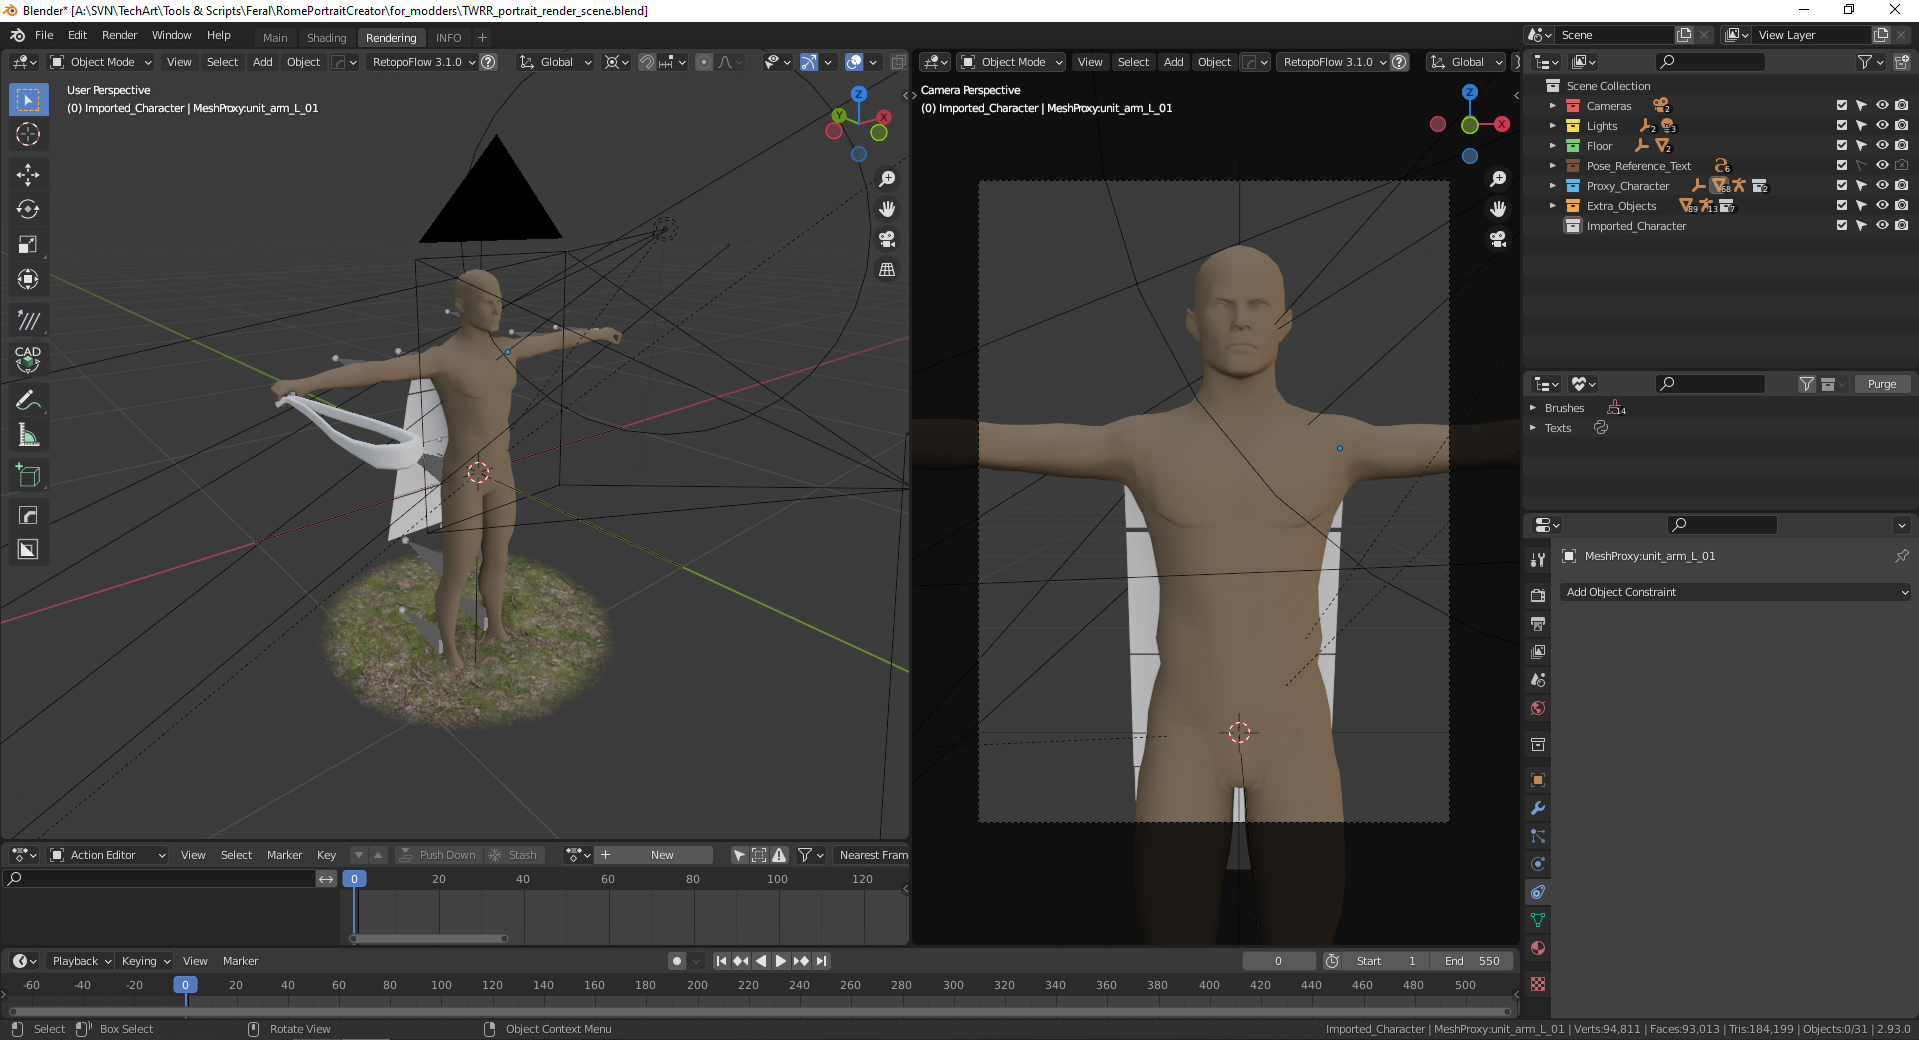 Blender* [A:\SVN\TechArt\Tools & Scripts\Feral\RomePortraitCreator\for_modders\TWRR_portrait_render_scene.blend]
File Edit Render Window Help Main Shading Rendering INFO +
Scene View Layer
Object Mode View Select Add Object RetopoFlow 3.1.0 ? Global
Object Mode View Select Add Object RetopoFlow 3.1.0 ? Global
User Perspective
(0) Imported_Character | MeshProxy:unit_arm_L_01
Z
Y
X
CAD
Camera Perspective
(0) Imported_Character | MeshProxy:unit_arm_L_01
Z
X
Scene Collection
Cameras 2
Lights 2 3
Floor 2
Pose_Reference_Text 6
Proxy_Character 68 2
Extra_Objects 89 13 7
Imported_Character
Purge
Brushes 14
Texts
MeshProxy:unit_arm_L_01
Add Object Constraint
Action Editor View Select Marker Key Push Down Stash + New Nearest Fram
0 20 40 60 80 100 120
Playback Keying View Marker 0 Start 1 End 550
-60 -40 -20 0 20 40 60 80 100 120 140 160 180 200 220 240 260 280 300 320 340 360 380 400 420 440 460 480 500
Select Box Select Rotate View Object Context Menu Imported_Character | MeshProxy:unit_arm_L_01 | Verts:94,811 | Faces:93,013 | Tris:184,199 | Objects:0/31 | 2.93.0